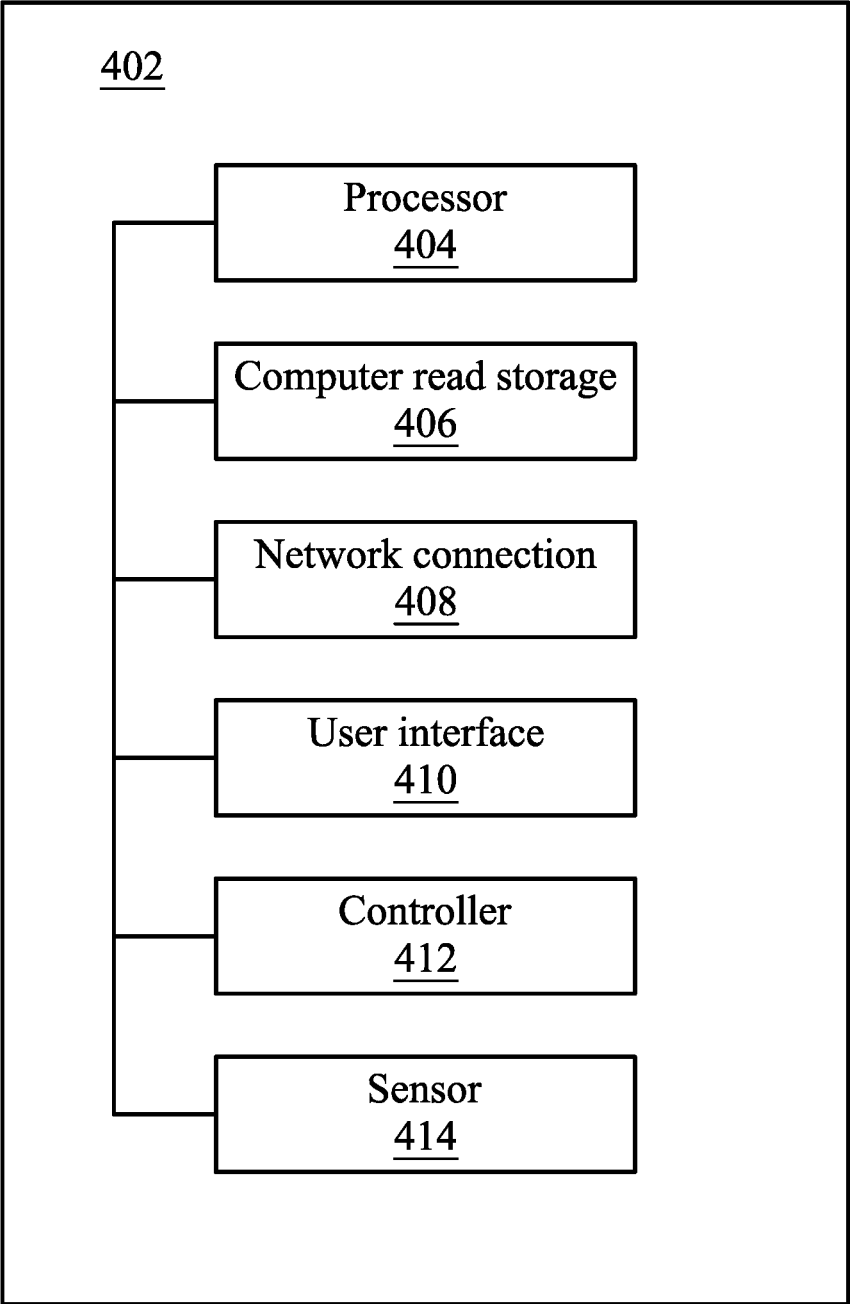 402
Processor
404
Computer read storage
406
Network connection
408
User interface
410
Controller
412
Sensor
414